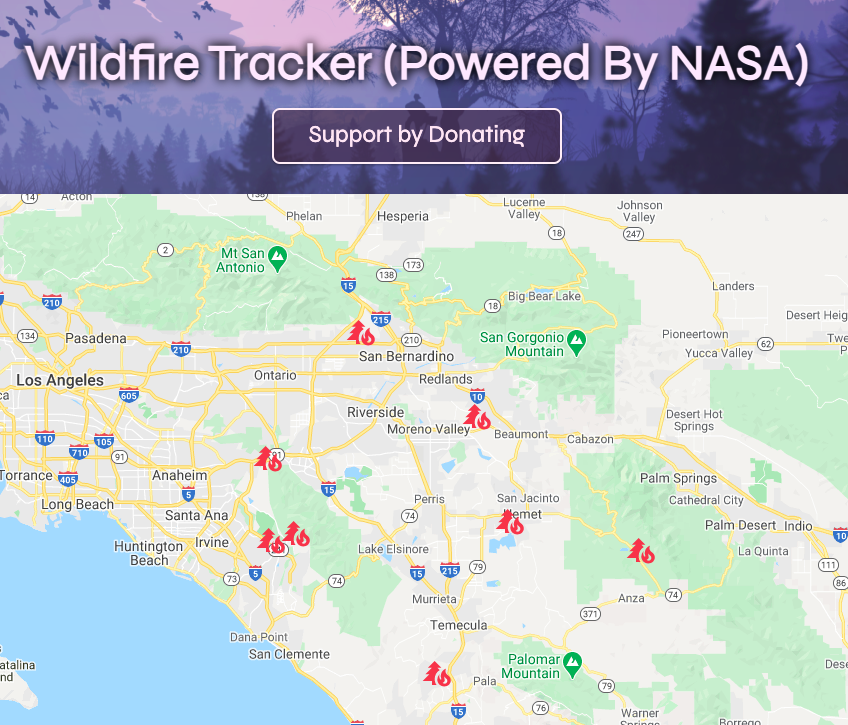 Wildfire Tracker (Powered By NASA)
Support by Donating
14
Acton
138
Phelan
Hesperia
Lucerne
Valley
Johnson
Valley
18
247
2
Mt San
Antonio
173
138
15
Landers
210
Big Bear Lake
18
215
Desert Heig
134
Pasadena
210
210
San Bernardino
San Gorgonio
Mountain
Pioneertown
Yucca Valley
62
Twe
P
Los Angeles
Ontario
Redlands
605
10
Riverside
Moreno Valley
Beaumont
Cabazon
Desert Hot
Springs
110
105
710
91
91
Torrance
405
Anaheim
Palm Springs
Long Beach
5
15
Perris
San Jacinto
Cathedral City
Santa Ana
74
Hemet
Palm Desert
Indio
10
Huntington
Beach
Irvine
Lake Elsinore
La Quinta
73
5
74
15
215
79
111
86
Murrieta
Anza
74
371
Temecula
Dana Point
San Clemente
Palomar
Mountain
atalina
nd
Dese
Pala
79
76
15
Warner
Springs
Borrego